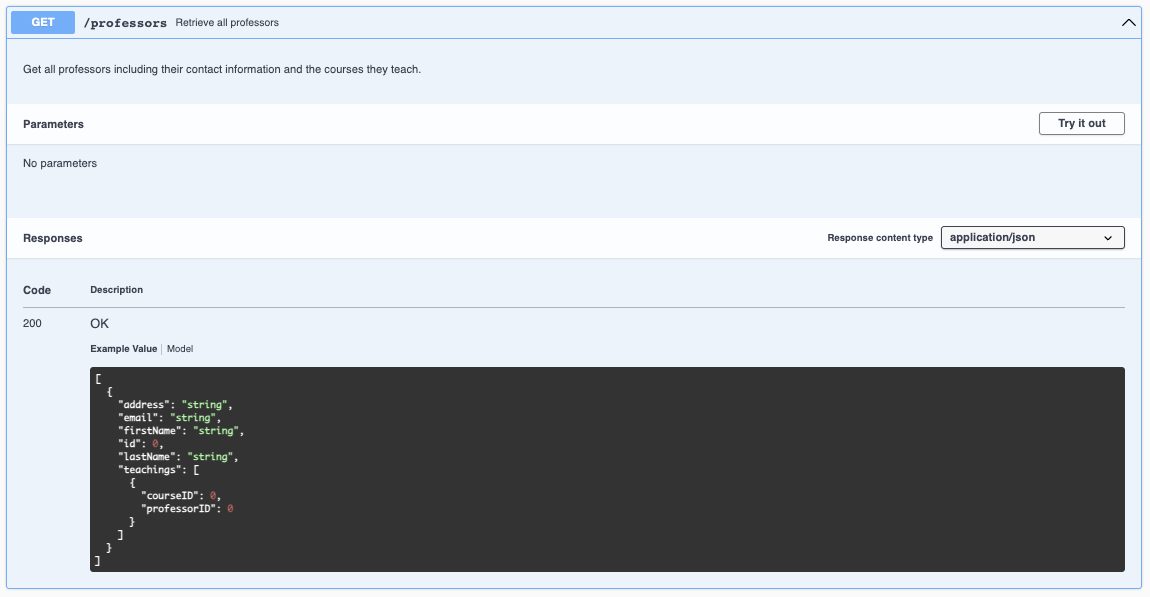 GET /professors Retrieve all professors
Get all professors including their contact information and the courses they teach.
Parameters Try it out
No parameters
Responses Response content type application/json
Code Description
200 OK
Example Value Model
[
  {
    "address": "string",
    "email": "string",
    "firstName": "string",
    "id": 0,
    "lastName": "string",
    "teachings": [
      {
        "courseID": 0,
        "professorID": 0
      }
    ]
  }
]